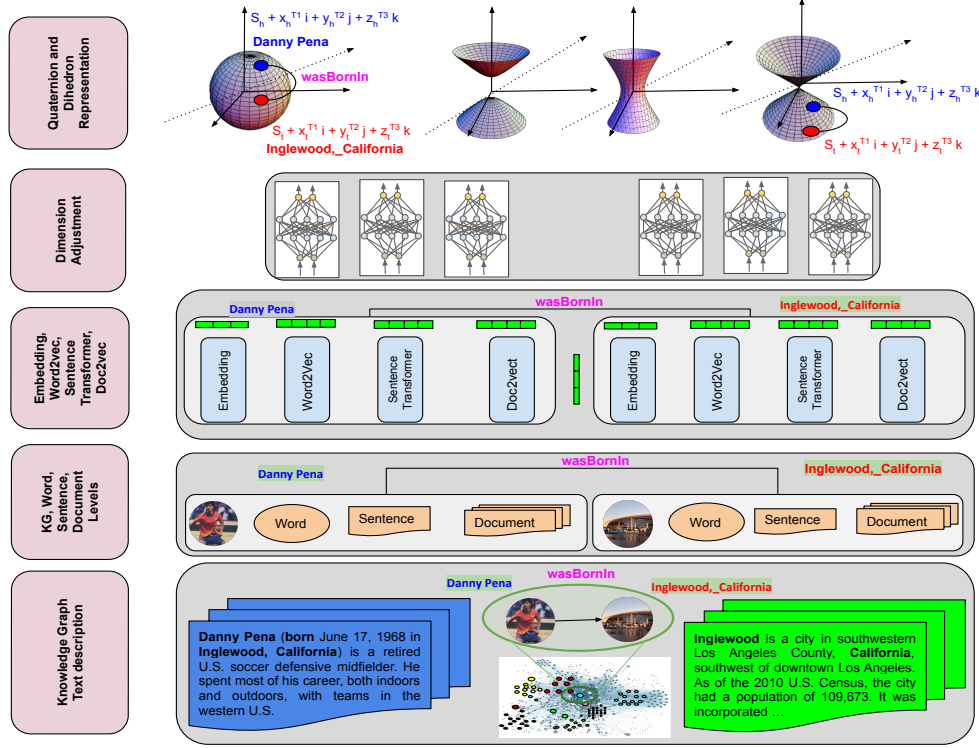 Quaternion and
Dihedron
Representation
S_h + x_h^T1 i + y_h^T2 j + z_h^T3 k
Danny Pena
wasBornIn
S_t + x_t^T1 i + y_t^T2 j + z_t^T3 k
Inglewood,_California
S_h + x_h^T1 i + y_h^T2 j + z_h^T3 k
S_t + x_t^T1 i + y_t^T2 j + z_t^T3 k
Dimension
Adjustment
Embedding,
Word2vec,
Sentence
Transformer,
Doc2vec
Danny Pena
wasBornIn
Inglewood,_California
Embedding
Word2Vec
Sentence
Transformer
Doc2vect
Embedding
Word2Vec
Sentence
Transformer
Doc2vect
KG, Word,
Sentence,
Document
Levels
Danny Pena
wasBornIn
Inglewood,_California
Word
Sentence
Document
Word
Sentence
Document
Knowledge Graph
Text description
Danny Pena
wasBornIn
Inglewood,_California
Danny Pena (born June 17, 1968 in
Inglewood, California) is a retired
U.S. soccer defensive midfielder. He
spent most of his career, both indoors
and outdoors, with teams in the
western U.S.
Inglewood is a city in southwestern
Los Angeles County, California,
southwest of downtown Los Angeles.
As of the 2010 U.S. Census, the city
had a population of 109,673. It was
incorporated …